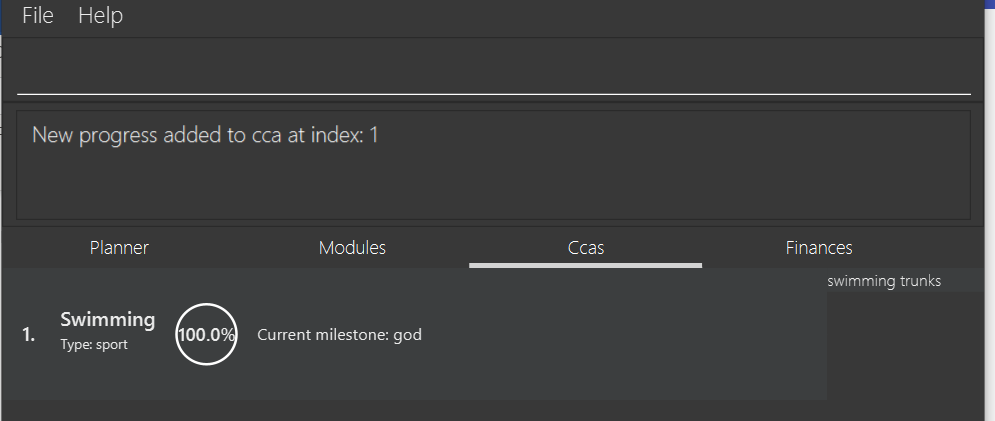 File Help
New progress added to cca at index: 1
Planner Modules Ccas Finances
swimming trunks
1. Swimming
Type: sport
100.0%
Current milestone: god